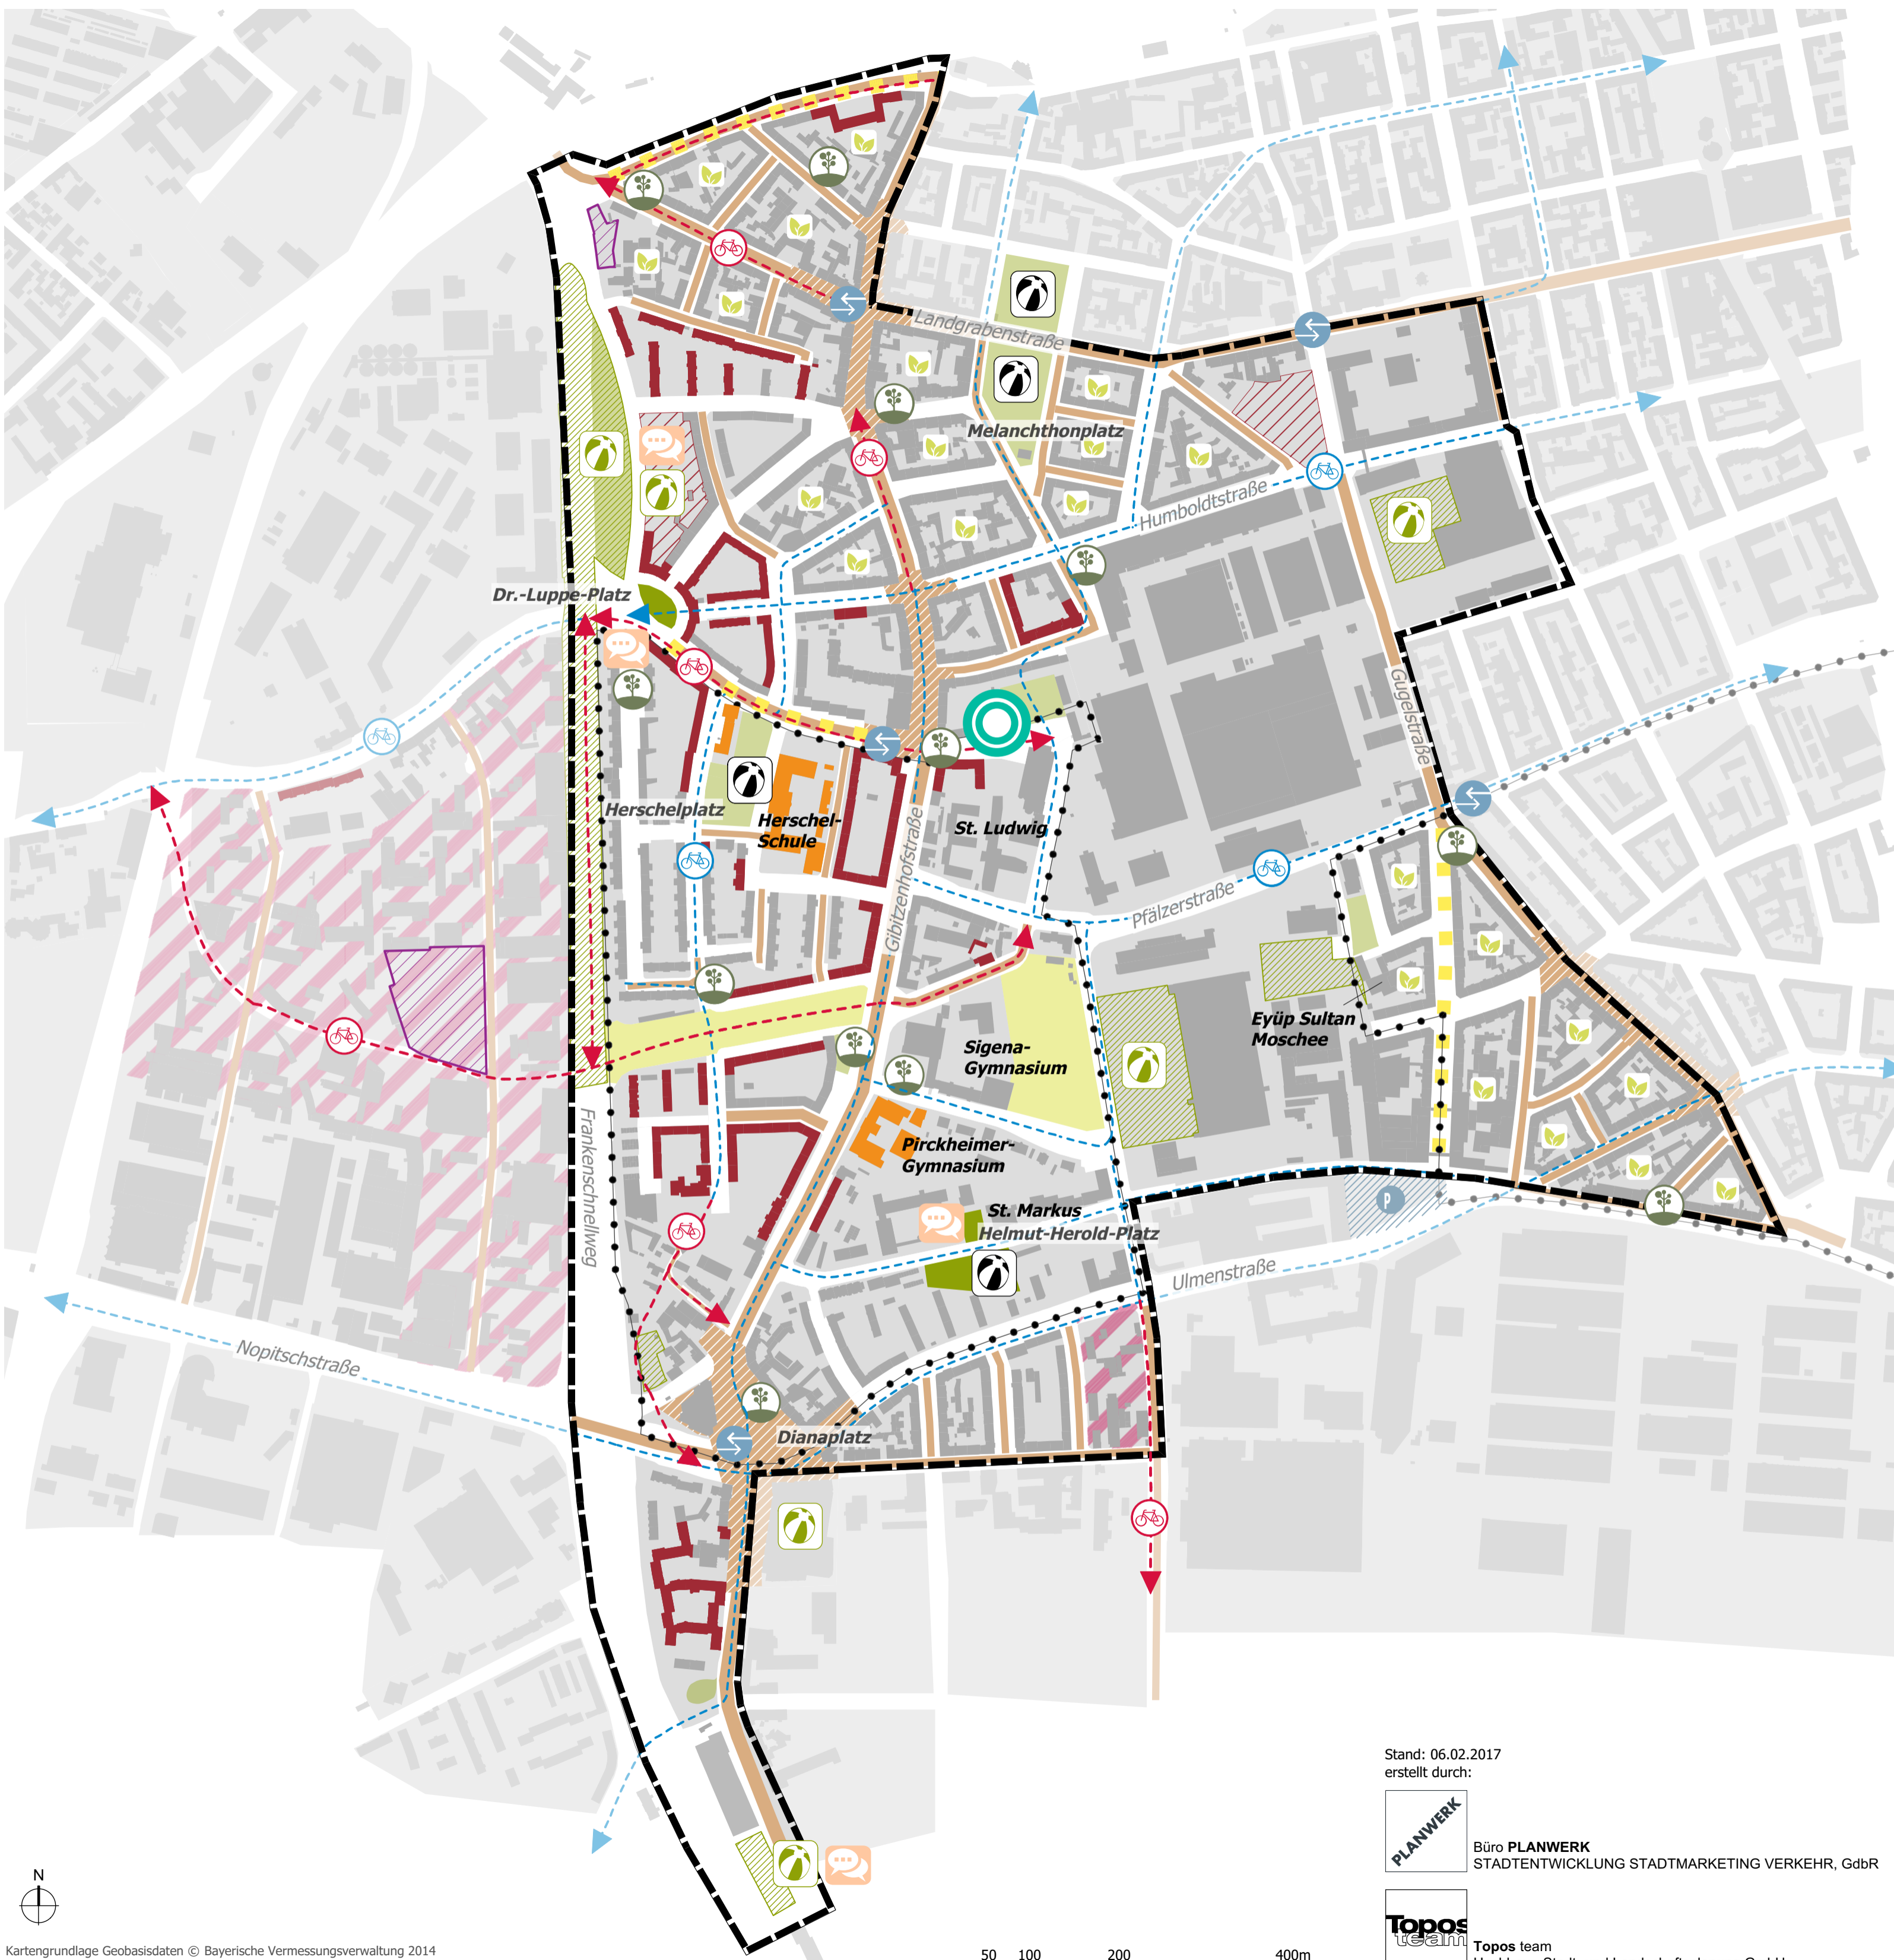 Landgrabenstraße
Melanchthonplatz
Humboldtstraße
Dr.-Luppe-Platz
Gugelstraße
Herschelplatz
Herschel-
Schule
St. Ludwig
Gibitzenhofstraße
Pfälzerstraße
Eyüp Sultan
Moschee
Sigena-
Gymnasium
Frankenschnellweg
Pirckheimer-
Gymnasium
St. Markus
Helmut-Herold-Platz
P
Ulmenstraße
Nopitschstraße
Dianaplatz
Stand: 06.02.2017
erstellt durch:
PLANWERK
Büro PLANWERK
STADTENTWICKLUNG STADTMARKETING VERKEHR, GdbR
Topos
team
Topos team
N
Kartengrundlage Geobasisdaten © Bayerische Vermessungsverwaltung 2014
50 100 200 400m